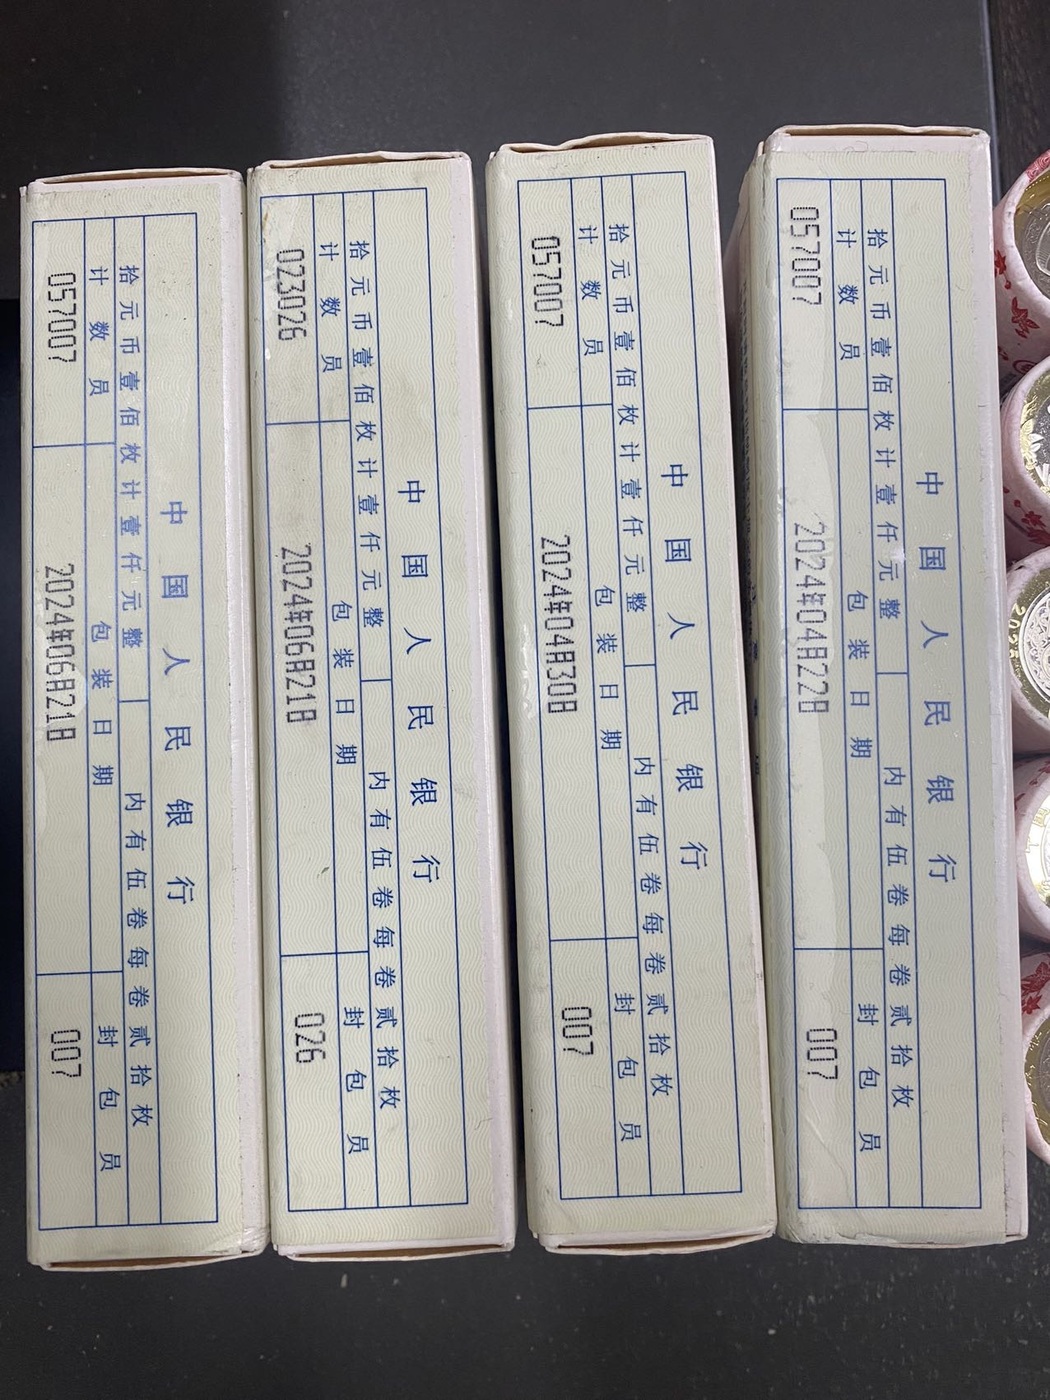 中国人民银行
拾元币壹佰枚计壹仟元整 内有伍卷每卷贰拾枚
计数员 包装日期 封包员
057007 2024年04月22日 007
中国人民银行
拾元币壹佰枚计壹仟元整 内有伍卷每卷贰拾枚
计数员 包装日期 封包员
057007 2024年04月30日 007
中国人民银行
拾元币壹佰枚计壹仟元整 内有伍卷每卷贰拾枚
计数员 包装日期 封包员
023026 2024年06月21日 026
中国人民银行
拾元币壹佰枚计壹仟元整 内有伍卷每卷贰拾枚
计数员 包装日期 封包员
057007 2024年06月21日 007